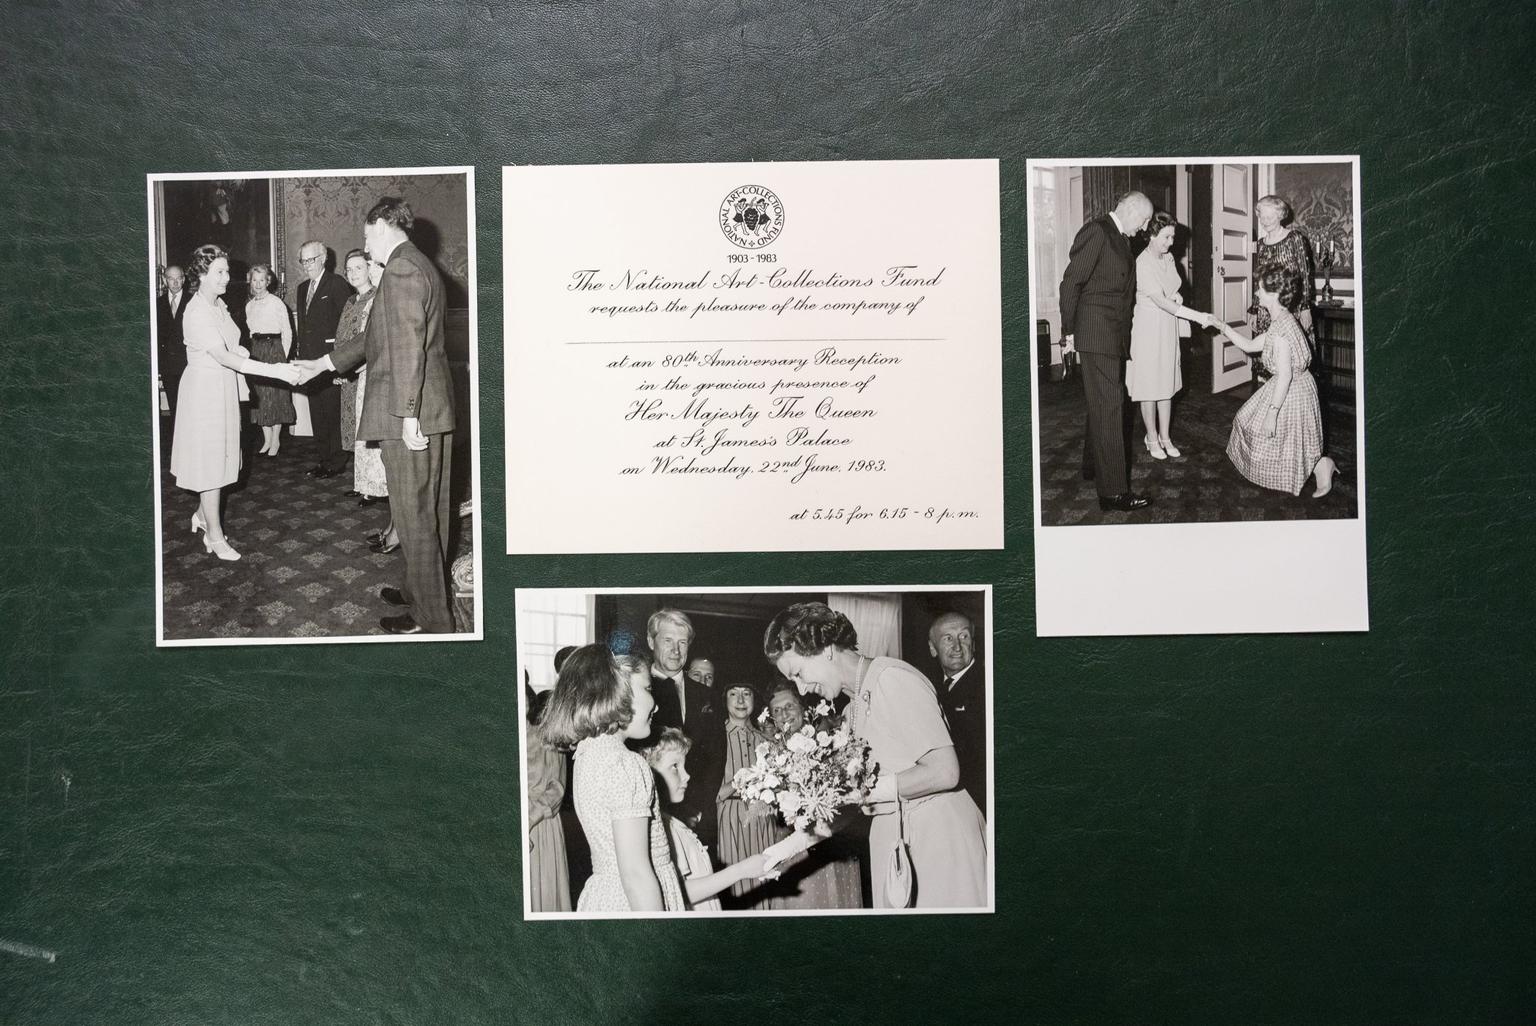 NATIONAL ART-COLLECTIONS FUND
1903 - 1983
The National Art-Collections Fund
requests the pleasure of the company of
at an 80th Anniversary Reception
in the gracious presence of
Her Majesty The Queen
at St. James's Palace
on Wednesday, 22nd June, 1983.
at 5.45 for 6.15 - 8 p.m.